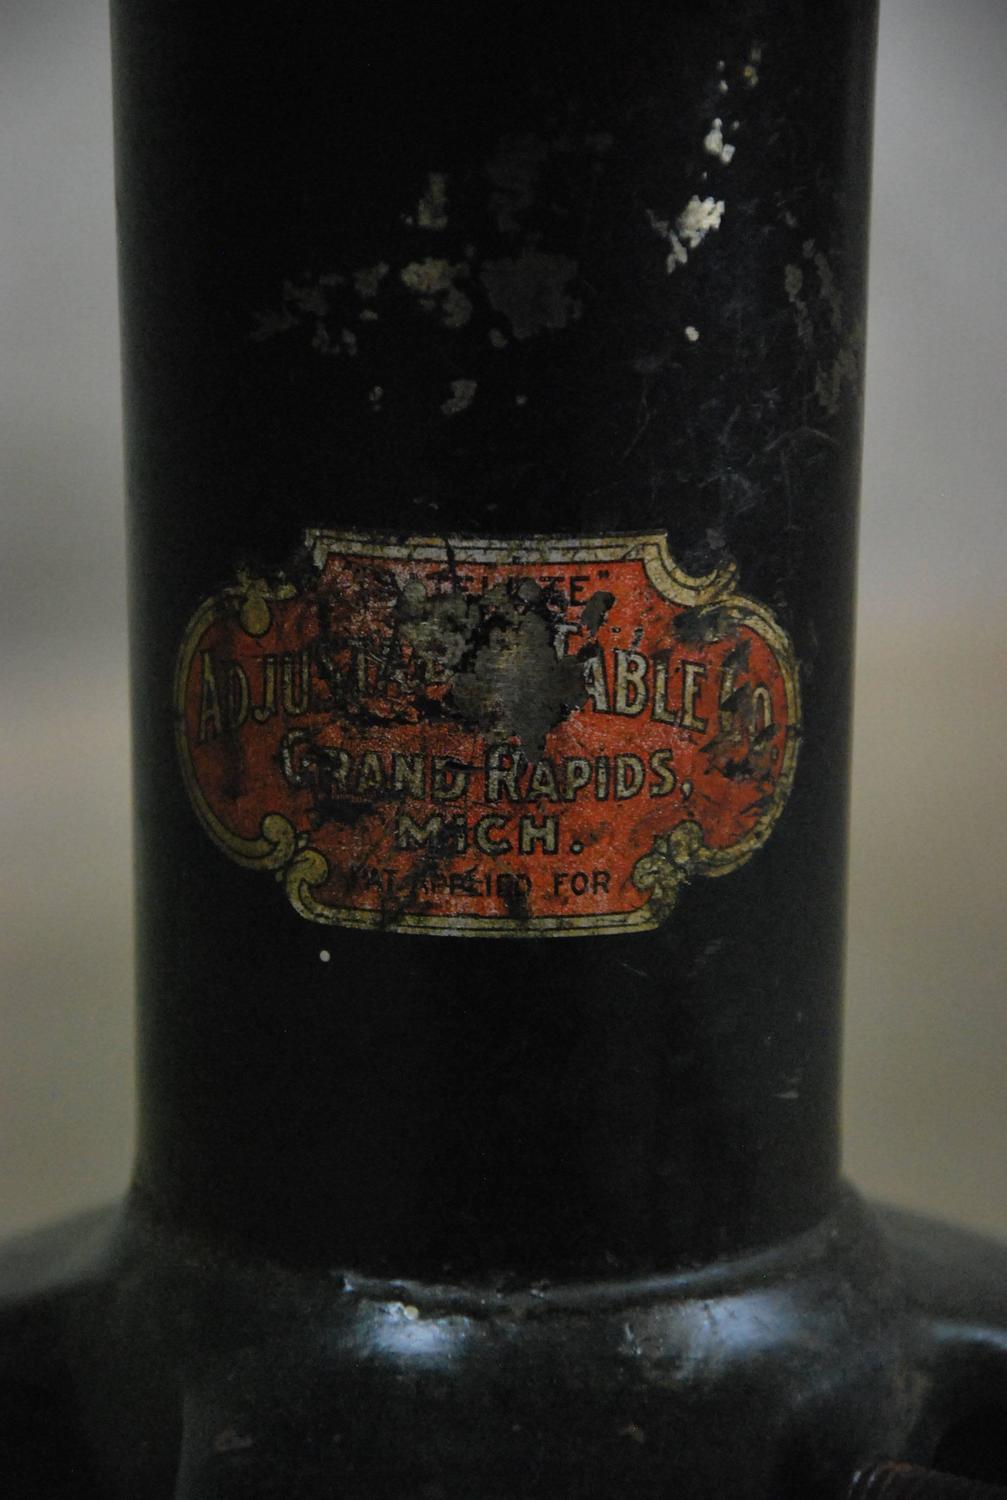 ADJUSTABLE TABLE CO.
GRAND RAPIDS,
MICH.
PAT. APPLIED FOR